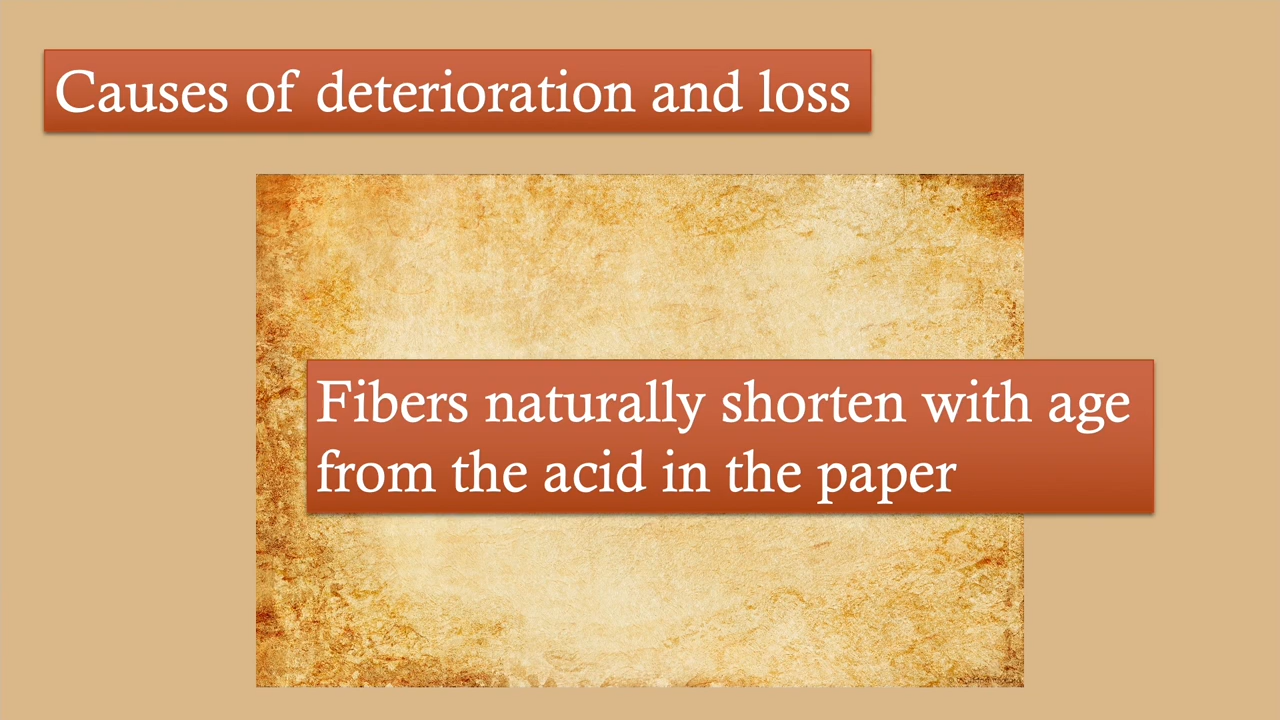 Causes of deterioration and loss
Fibers naturally shorten with age
from the acid in the paper